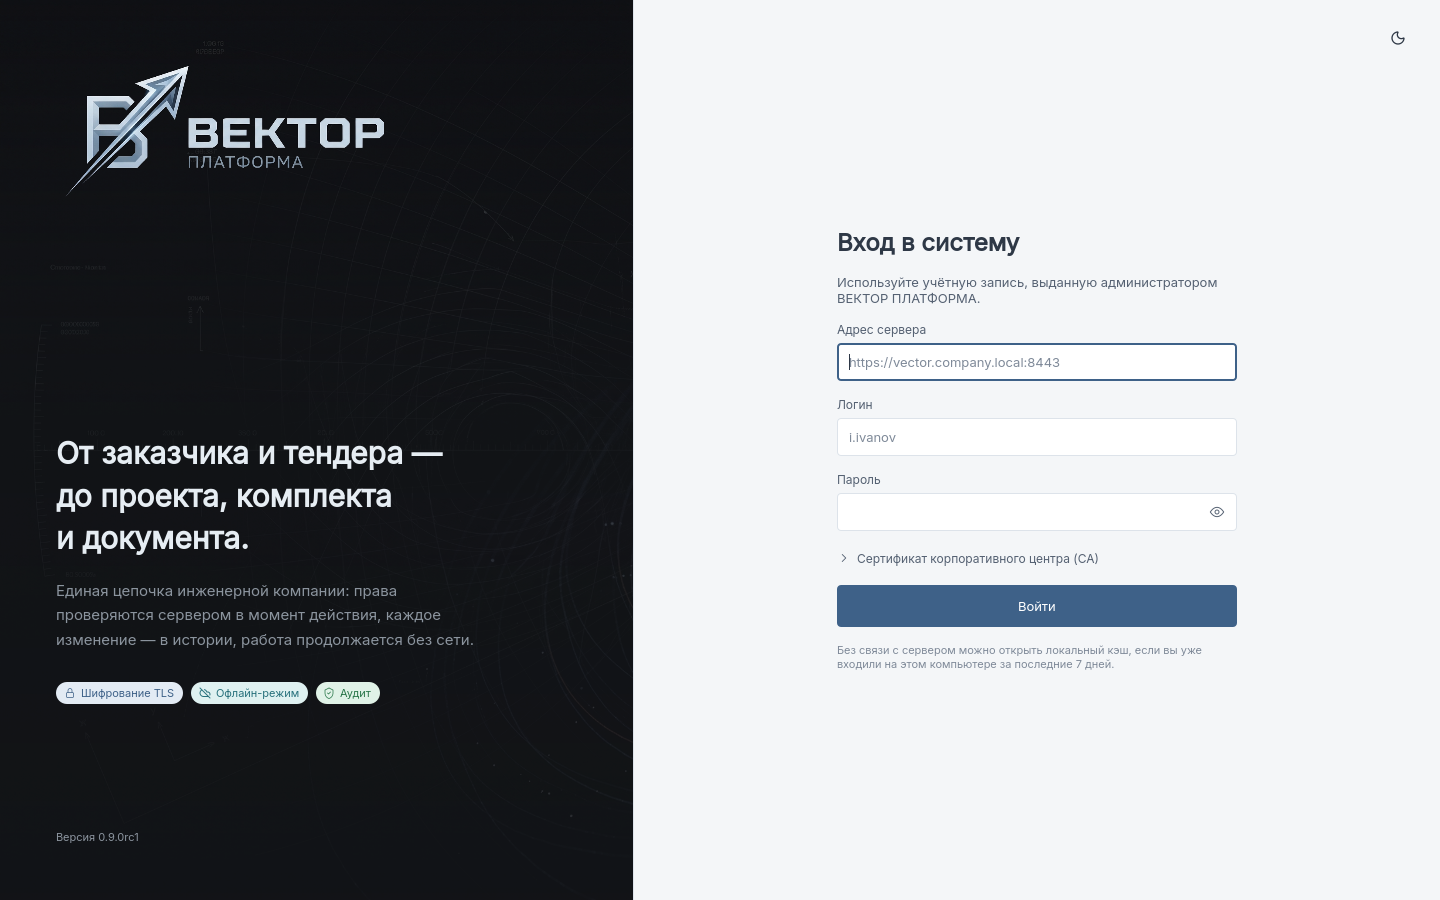 ВЕКТОР
ПЛАТФОРМА
От заказчика и тендера —
до проекта, комплекта
и документа.
Единая цепочка инженерной компании: права
проверяются сервером в момент действия, каждое
изменение — в истории, работа продолжается без сети.
Шифрование TLS
Офлайн-режим
Аудит
Версия 0.9.0rc1
Вход в систему
Используйте учётную запись, выданную администратором
ВЕКТОР ПЛАТФОРМА.
Адрес сервера
https://vector.company.local:8443
Логин
i.ivanov
Пароль
Сертификат корпоративного центра (CA)
Войти
Без связи с сервером можно открыть локальный кэш, если вы уже
входили на этом компьютере за последние 7 дней.